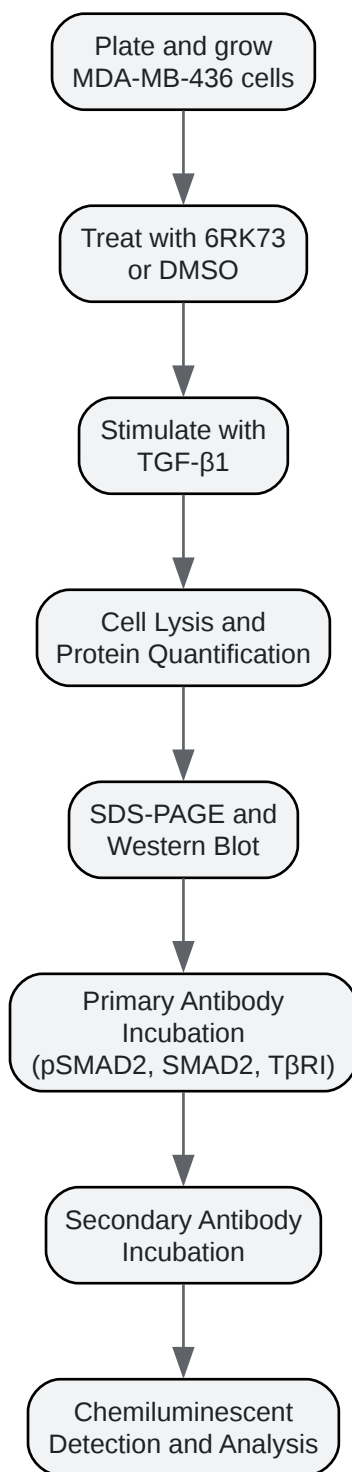 Plate and grow
MDA-MB-436 cells
Treat with 6RK73
or DMSO
Stimulate with
TGF-β1
Cell Lysis and
Protein Quantification
SDS-PAGE and
Western Blot
Primary Antibody
Incubation
(pSMAD2, SMAD2, TβRI)
Secondary Antibody
Incubation
Chemiluminescent
Detection and Analysis